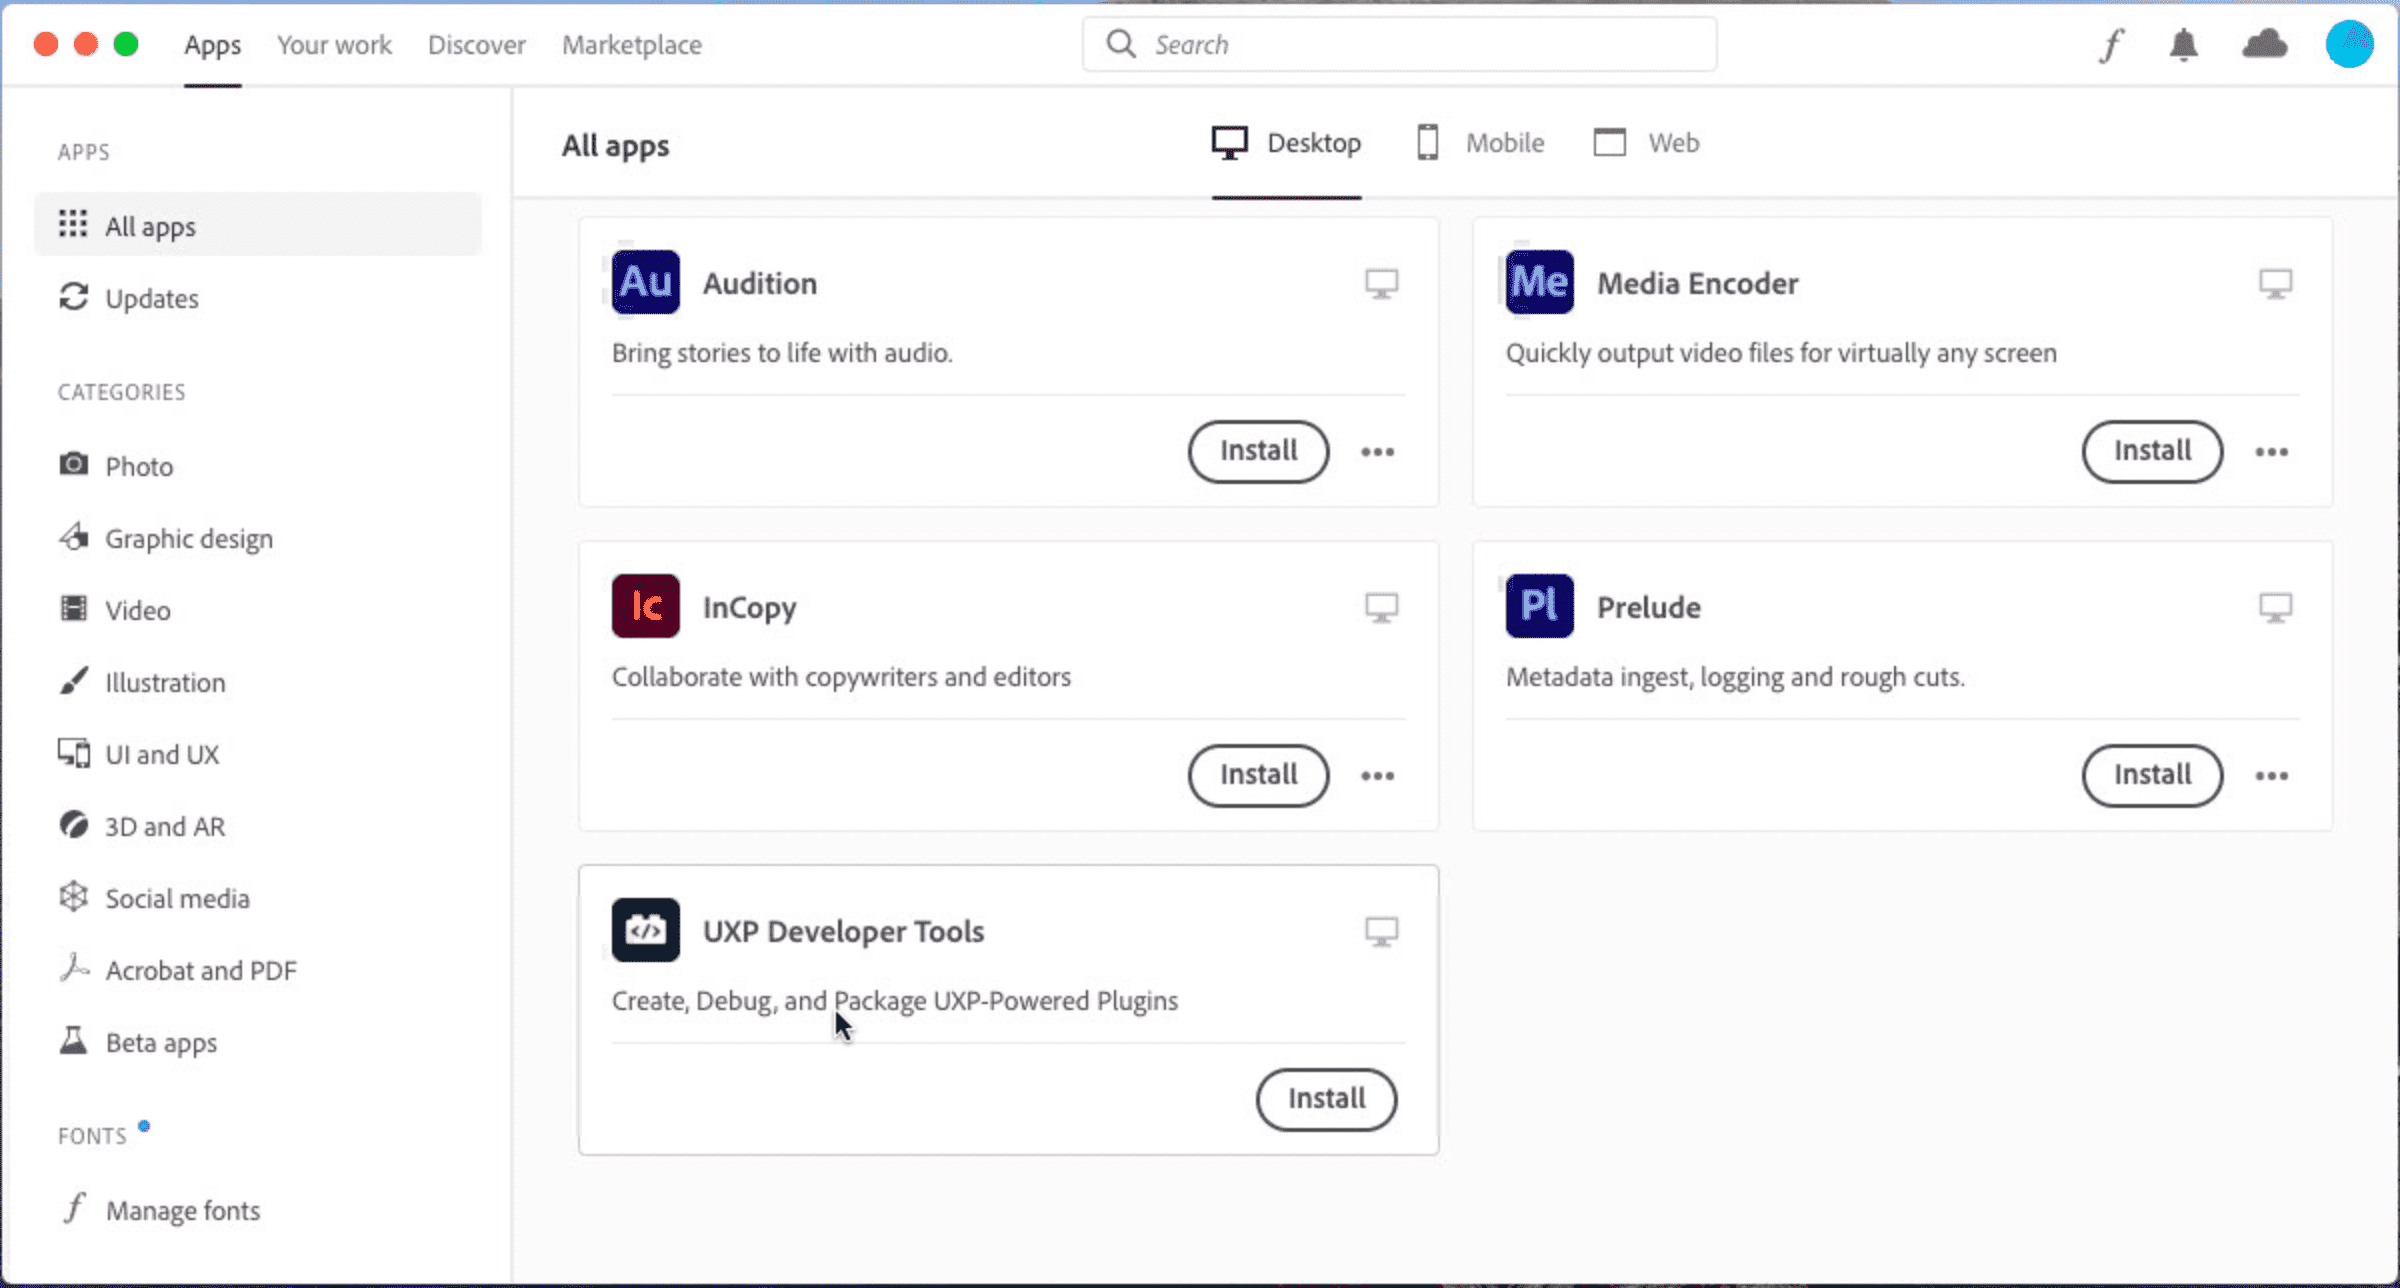 Apps Your work Discover Marketplace Search
APPS
All apps
Updates
CATEGORIES
Photo
Graphic design
Video
Illustration
UI and UX
3D and AR
Social media
Acrobat and PDF
Beta apps
FONTS
Manage fonts
All apps Desktop Mobile Web
Au Audition
Bring stories to life with audio.
Install
Me Media Encoder
Quickly output video files for virtually any screen
Install
Ic InCopy
Collaborate with copywriters and editors
Install
Pl Prelude
Metadata ingest, logging and rough cuts.
Install
</> UXP Developer Tools
Create, Debug, and Package UXP-Powered Plugins
Install